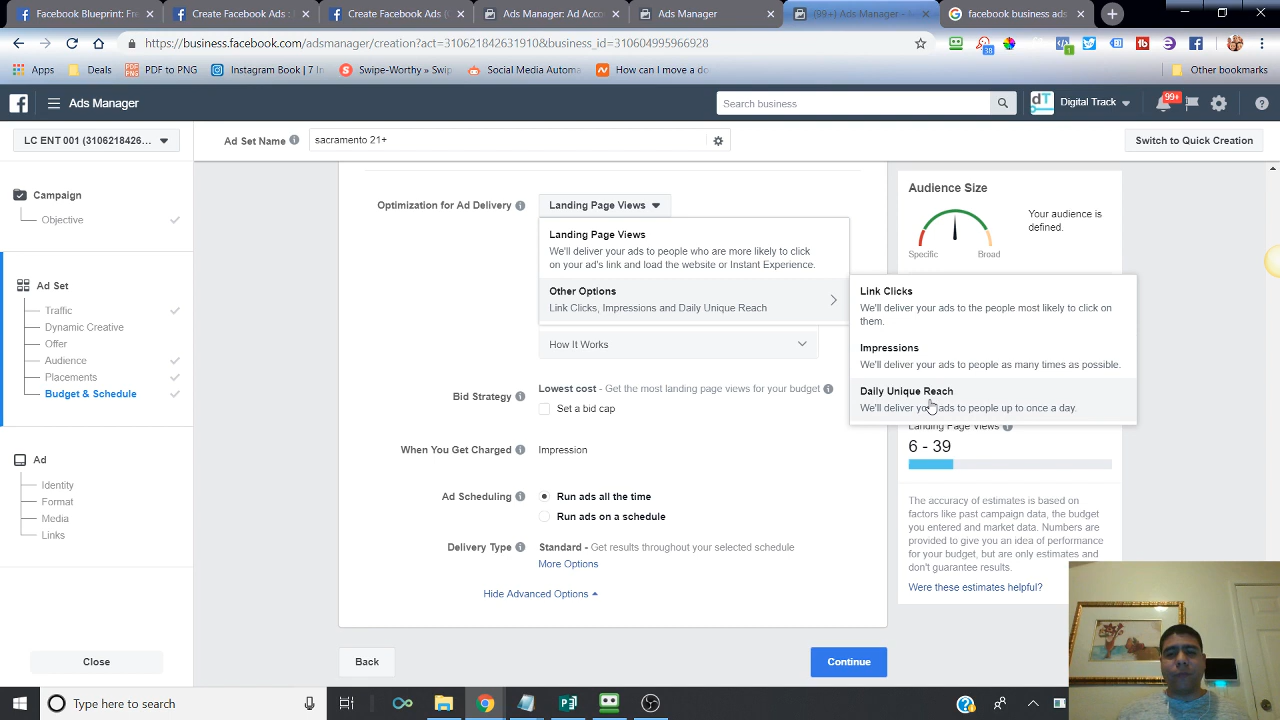 Facebook Blueprint: Fre
Create Facebook Ads :
Create Facebook Ads (
Ads Manager: Ad Acco
Ads Manager
(99+) Ads Manager -
facebook business ads
https://business.facebook.com/adsmanager/creation?act=310621842631910&business_id=310604995966928
38
1
Apps
Deals
PDF to PNG
Instagram Book | 7 In
Swipe-Worthy » Swip
Social Media Automa
How can I move a do
Other bookmarks
Ads Manager
Search business
dT
Digital Track
99+
LC ENT 001 (3106218426...
Ad Set Name
sacramento 21+
Switch to Quick Creation
Campaign
Objective
Ad Set
Traffic
Dynamic Creative
Offer
Audience
Placements
Budget & Schedule
Ad
Identity
Format
Media
Links
Close
Optimization for Ad Delivery
Landing Page Views
Landing Page Views
We'll deliver your ads to people who are more likely to click
on your ad's link and load the website or Instant Experience.
Other Options
Link Clicks, Impressions and Daily Unique Reach
How It Works
Link Clicks
We'll deliver your ads to the people most likely to click on
them.
Impressions
We'll deliver your ads to people as many times as possible.
Daily Unique Reach
We'll deliver your ads to people up to once a day.
Bid Strategy
Lowest cost - Get the most landing page views for your budget
Set a bid cap
When You Get Charged
Impression
Ad Scheduling
Run ads all the time
Run ads on a schedule
Delivery Type
Standard - Get results throughout your selected schedule
More Options
Hide Advanced Options
Back
Continue
Audience Size
Your audience is
defined.
Specific
Broad
Landing Page Views
6 - 39
The accuracy of estimates is based on
factors like past campaign data, the budget
you entered and market data. Numbers are
provided to give you an idea of performance
for your budget, but are only estimates and
don't guarantee results.
Were these estimates helpful?
Type here to search